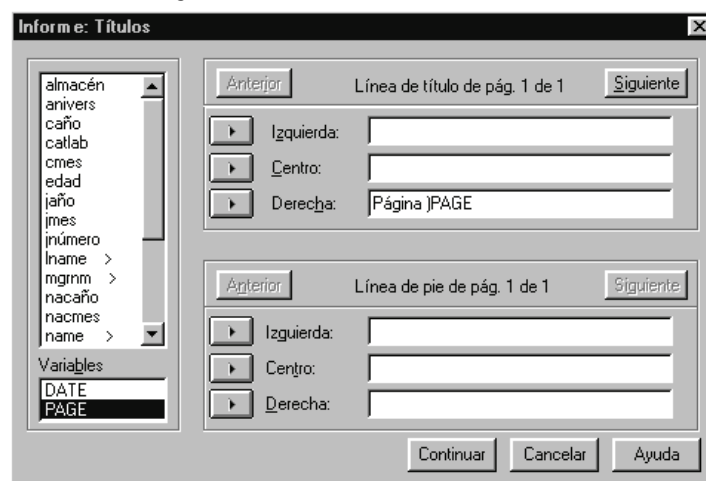 Informe: Títulos
almacén
anivers
caño
catlab
cmes
edad
jaño
jmes
jnúmero
lname >
mgrnm >
nacaño
nacmes
name >
Variables
DATE
PAGE
Anterior Línea de título de pág. 1 de 1 Siguiente
Izquierda:
Centro:
Derecha: Página )PAGE
Anterior Línea de pie de pág. 1 de 1 Siguiente
Izguierda:
Centro:
Derecha:
Continuar Cancelar Ayuda